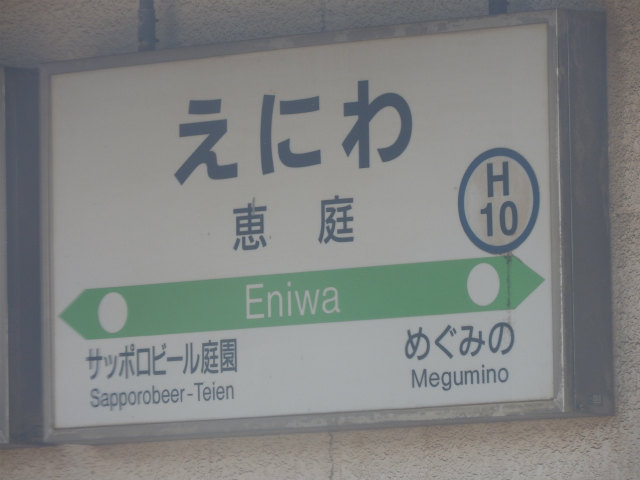 えにわ
恵庭
H
10
Eniwa
サッポロビール庭園
Sapporobeer-Teien
めぐみの
Megumino